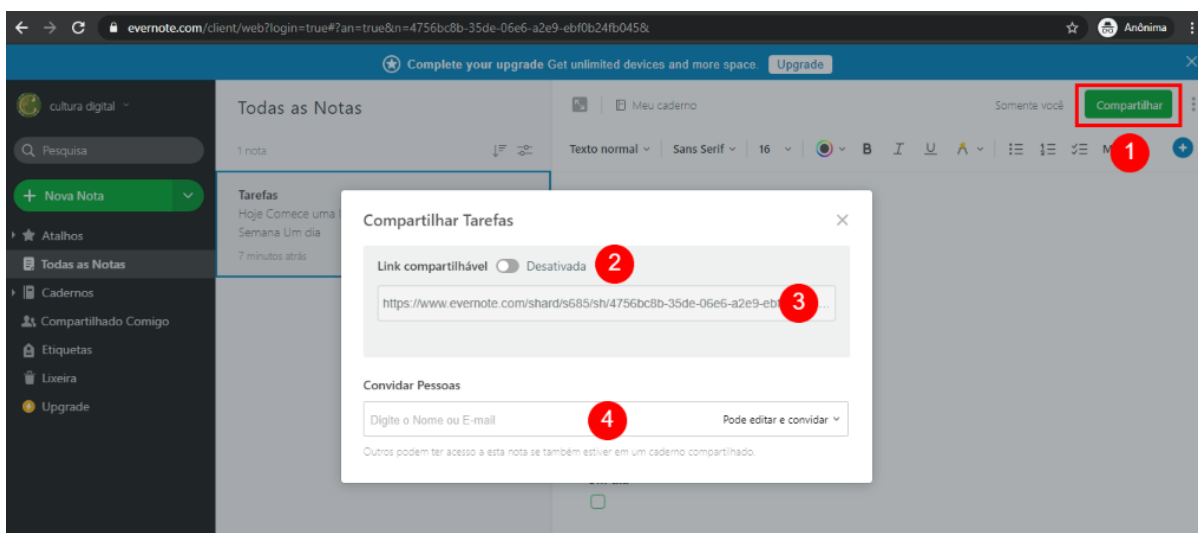 evernote.com/client/web?login=true#?an=true&n=4756bc8b-35de-06e6-a2e9-ebf0b24fb045&
Anônima
Complete your upgrade Get unlimited devices and more space. Upgrade
cultura digital
Todas as Notas
Meu caderno
Somente você
Compartilhar
Pesquisa
1 nota
Texto normal
Sans Serif
16
B I U A
M
1
Nova Nota
Tarefas
Hoje Comece uma
Semana Um dia
7 minutos atrás
Atalhos
Todas as Notas
Cadernos
Compartilhado Comigo
Etiquetas
Lixeira
Upgrade
Compartilhar Tarefas
Link compartilhável Desativada 2
https://www.evernote.com/shard/s685/sh/4756bc8b-35de-06e6-a2e9-eb 3 ...
Convidar Pessoas
Digite o Nome ou E-mail 4 Pode editar e convidar
Outros podem ter acesso a esta nota se também estiver em um caderno compartilhado.